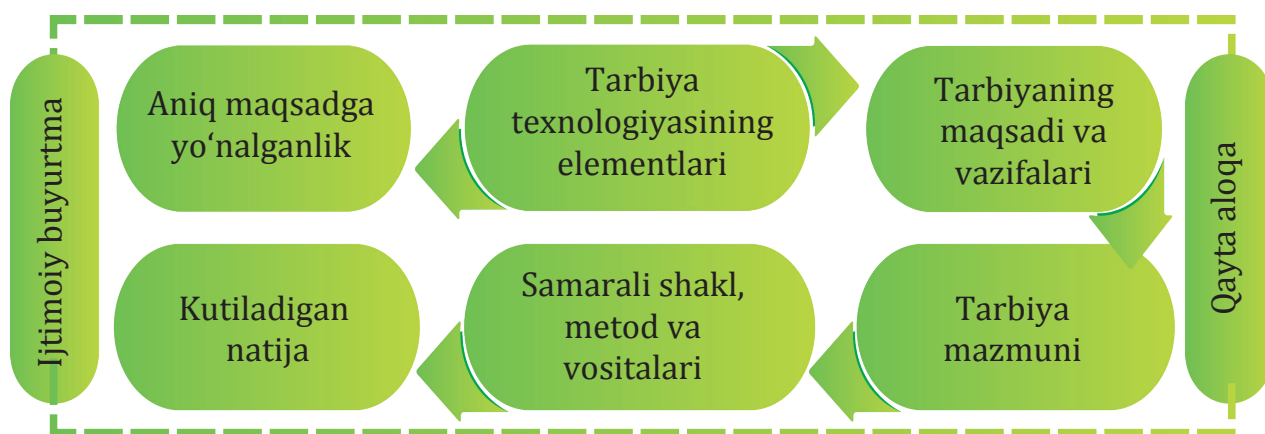 Ijtimoiy buyurtma
Aniq maqsadga
yo‘nalganlik
Tarbiya
texnologiyasining
elementlari
Tarbiyaning
maqsadi va
vazifalari
Kutiladigan
natija
Samarali shakl,
metod va
vositalari
Tarbiya
mazmuni
Qayta aloqa